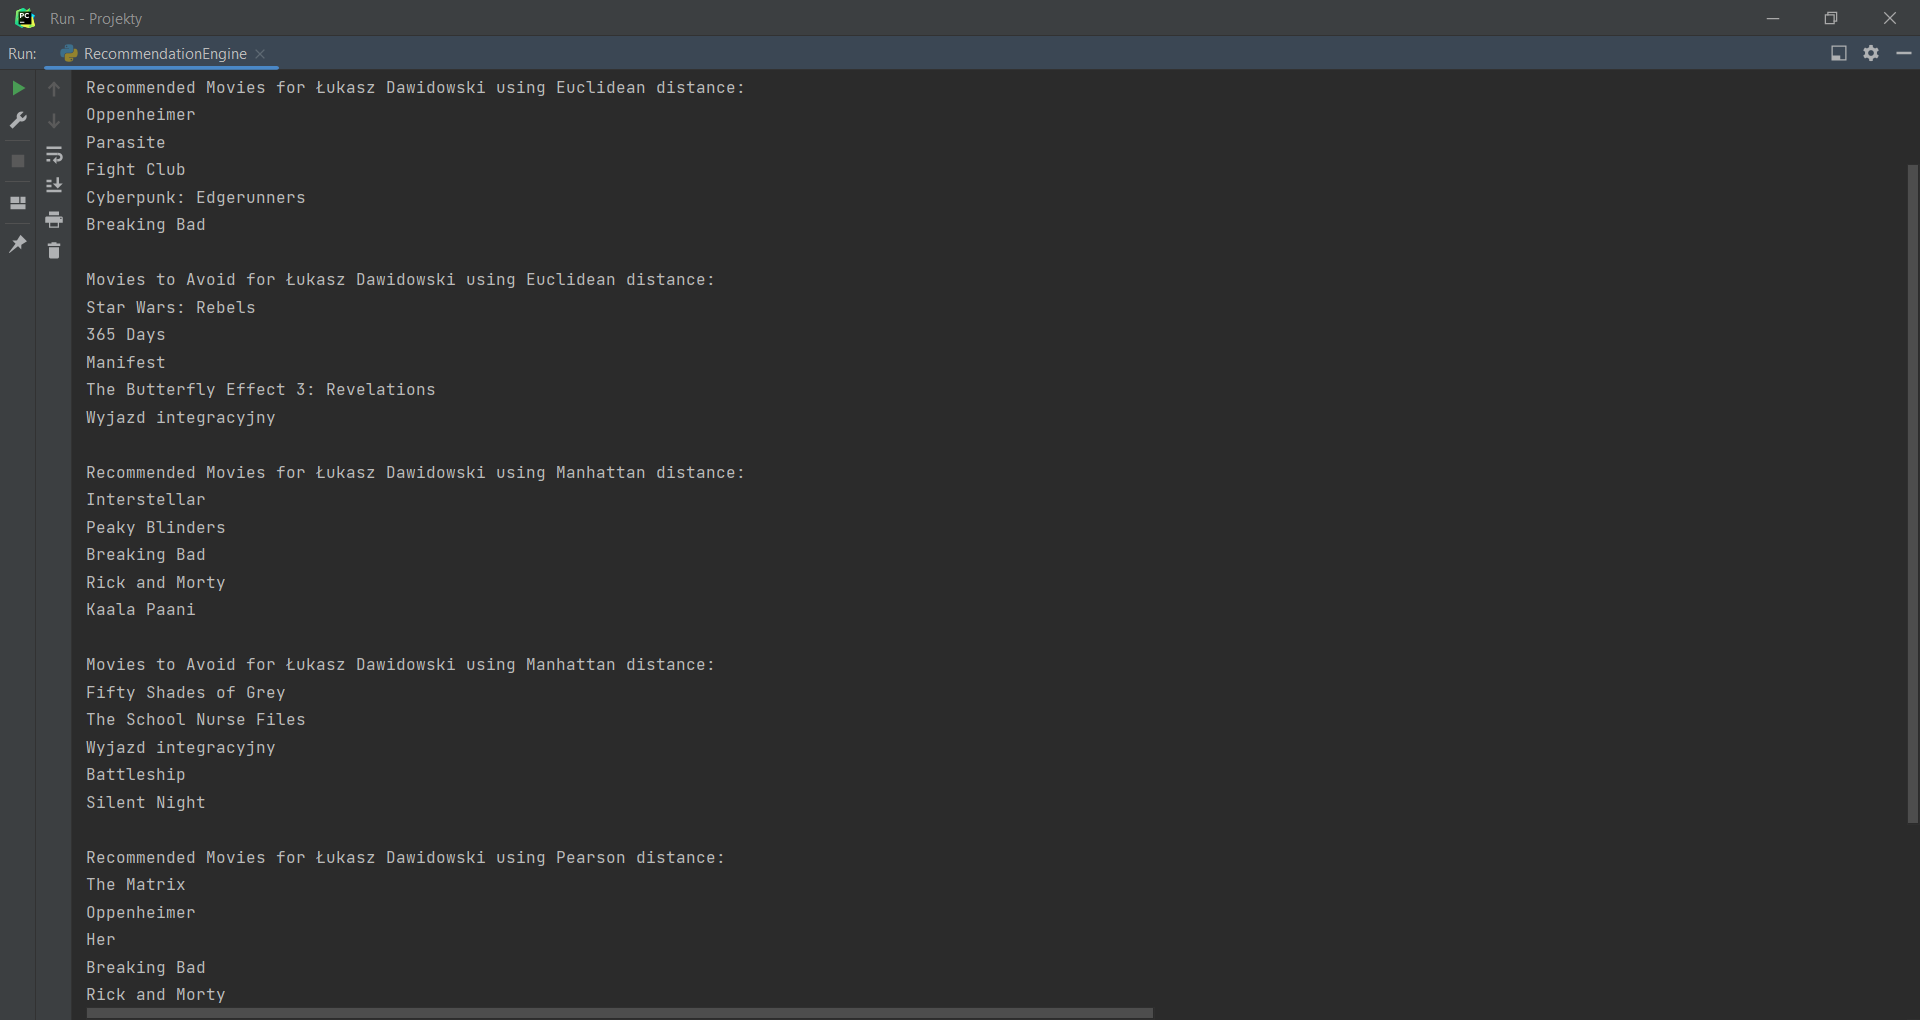 Run - Projekty
Run: RecommendationEngine
Recommended Movies for Łukasz Dawidowski using Euclidean distance:
Oppenheimer
Parasite
Fight Club
Cyberpunk: Edgerunners
Breaking Bad
Movies to Avoid for Łukasz Dawidowski using Euclidean distance:
Star Wars: Rebels
365 Days
Manifest
The Butterfly Effect 3: Revelations
Wyjazd integracyjny
Recommended Movies for Łukasz Dawidowski using Manhattan distance:
Interstellar
Peaky Blinders
Breaking Bad
Rick and Morty
Kaala Paani
Movies to Avoid for Łukasz Dawidowski using Manhattan distance:
Fifty Shades of Grey
The School Nurse Files
Wyjazd integracyjny
Battleship
Silent Night
Recommended Movies for Łukasz Dawidowski using Pearson distance:
The Matrix
Oppenheimer
Her
Breaking Bad
Rick and Morty